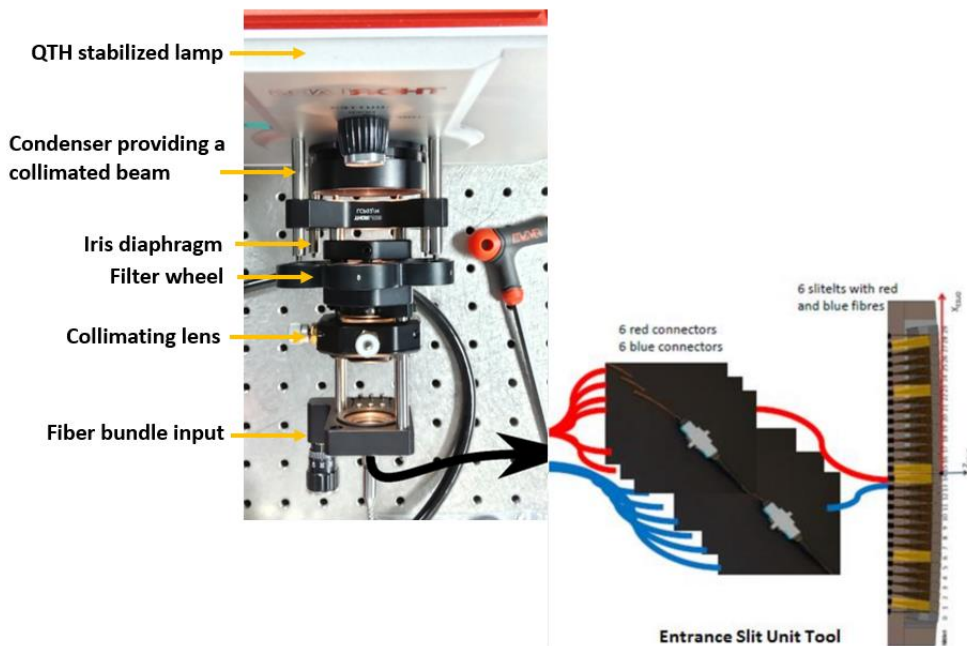 QTH stabilized lamp
Condenser providing a
collimated beam
Iris diaphragm
Filter wheel
Collimating lens
Fiber bundle input
6 red connectors
6 blue connectors
6 slitelts with red
and blue fibres
Entrance Slit Unit Tool